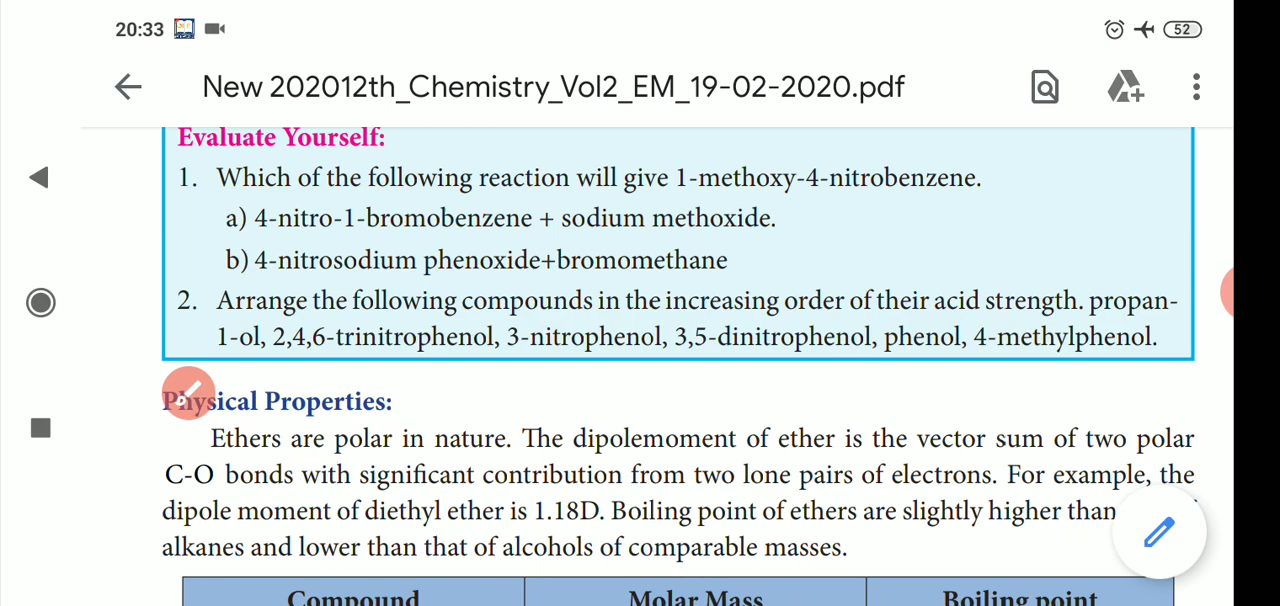 20:33
52
New 202012th_Chemistry_Vol2_EM_19-02-2020.pdf
Evaluate Yourself:
1. Which of the following reaction will give 1-methoxy-4-nitrobenzene.
a) 4-nitro-1-bromobenzene + sodium methoxide.
b) 4-nitrosodium phenoxide+bromomethane
2. Arrange the following compounds in the increasing order of their acid strength. propan-
1-ol, 2,4,6-trinitrophenol, 3-nitrophenol, 3,5-dinitrophenol, phenol, 4-methylphenol.
Physical Properties:
Ethers are polar in nature. The dipolemoment of ether is the vector sum of two polar
C-O bonds with significant contribution from two lone pairs of electrons. For example, the
dipole moment of diethyl ether is 1.18D. Boiling point of ethers are slightly higher than
alkanes and lower than that of alcohols of comparable masses.
Compound Molar Mass Boiling point